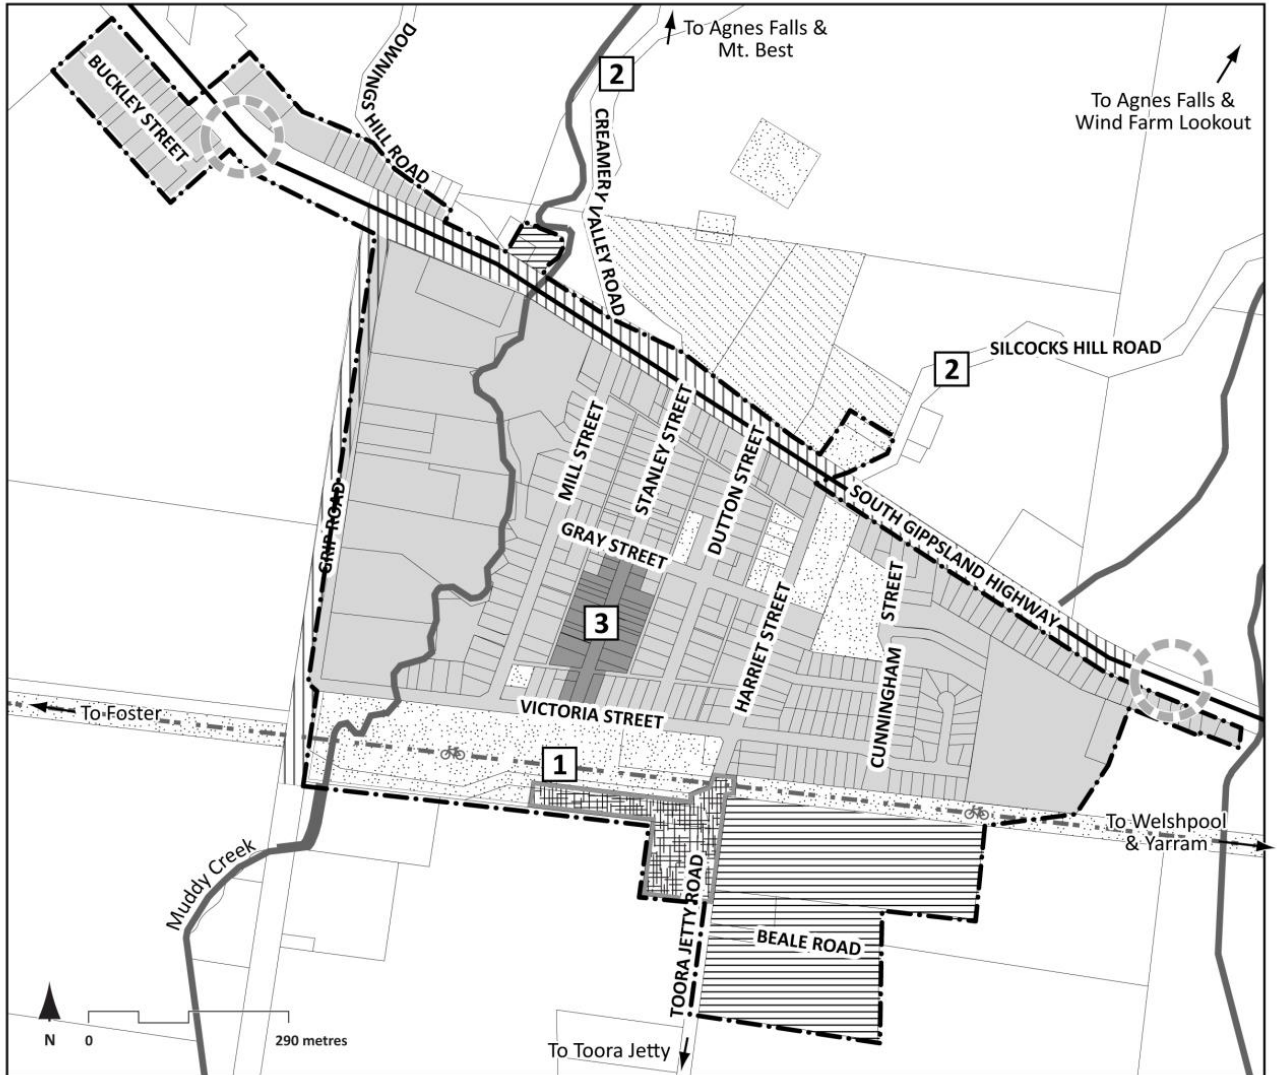 To Agnes Falls &
Mt. Best
To Agnes Falls &
Wind Farm Lookout
BUCKLEY STREET
DOWNINGS HILL ROAD
2
CREAMERY VALLEY ROAD
SILCOCKS HILL ROAD
2
MILL STREET
STANLEY STREET
DUTTON STREET
SOUTH GIPPSLAND HIGHWAY
GRIP ROAD
GRAY STREET
3
HARRIET STREET
CUNNINGHAM STREET
VICTORIA STREET
To Foster
1
To Welshpool
& Yarram
Muddy Creek
TOORA JETTY ROAD
BEALE ROAD
N
0
290 metres
To Toora Jetty